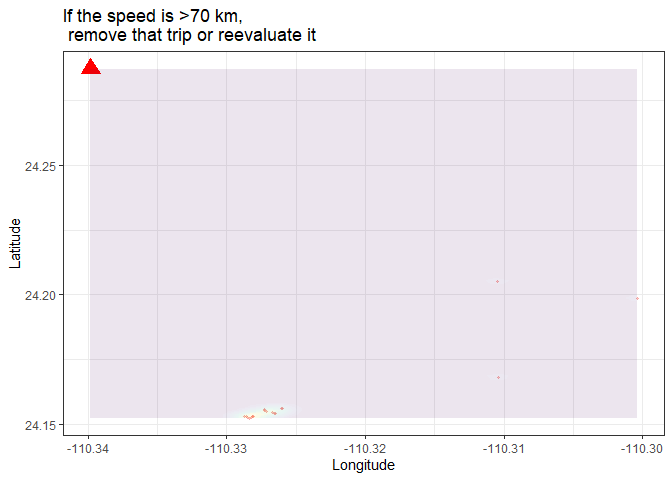 If the speed is >70 km,
remove that trip or reevaluate it
24.25
24.20
24.15
-110.34
-110.33
-110.32
-110.31
-110.30
Latitude
Longitude